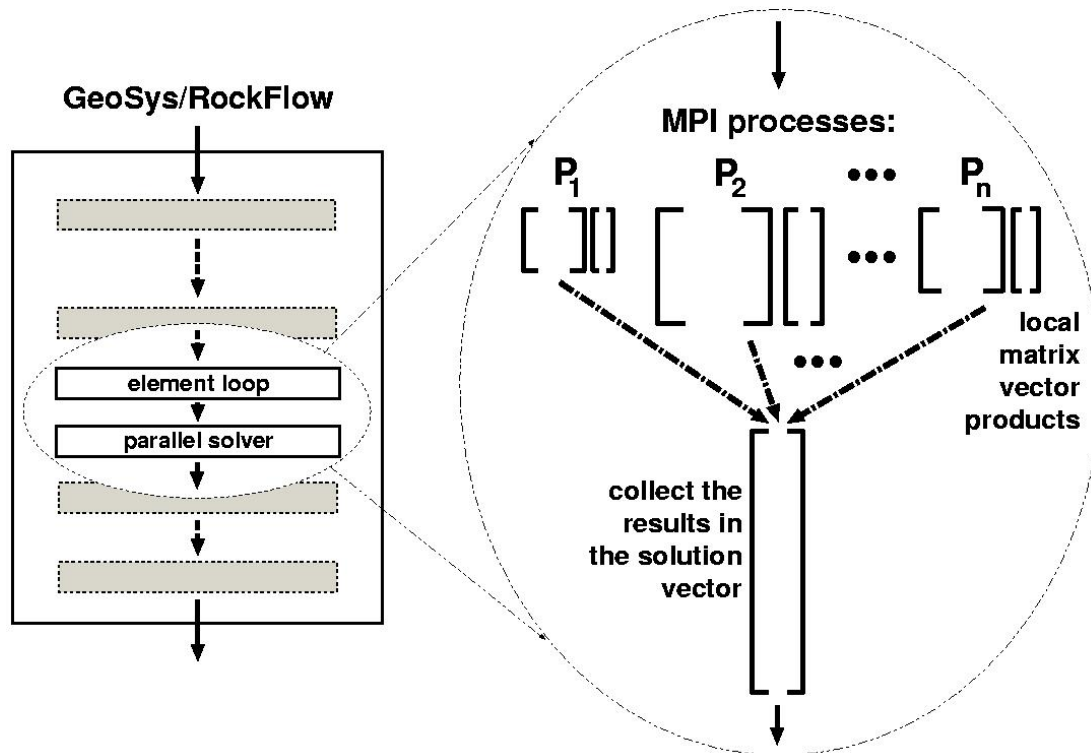 GeoSys/RockFlow
element loop
parallel solver
MPI processes:
P1 P2 ••• Pn
•••
•••
local
matrix
vector
products
collect the
results in
the solution
vector